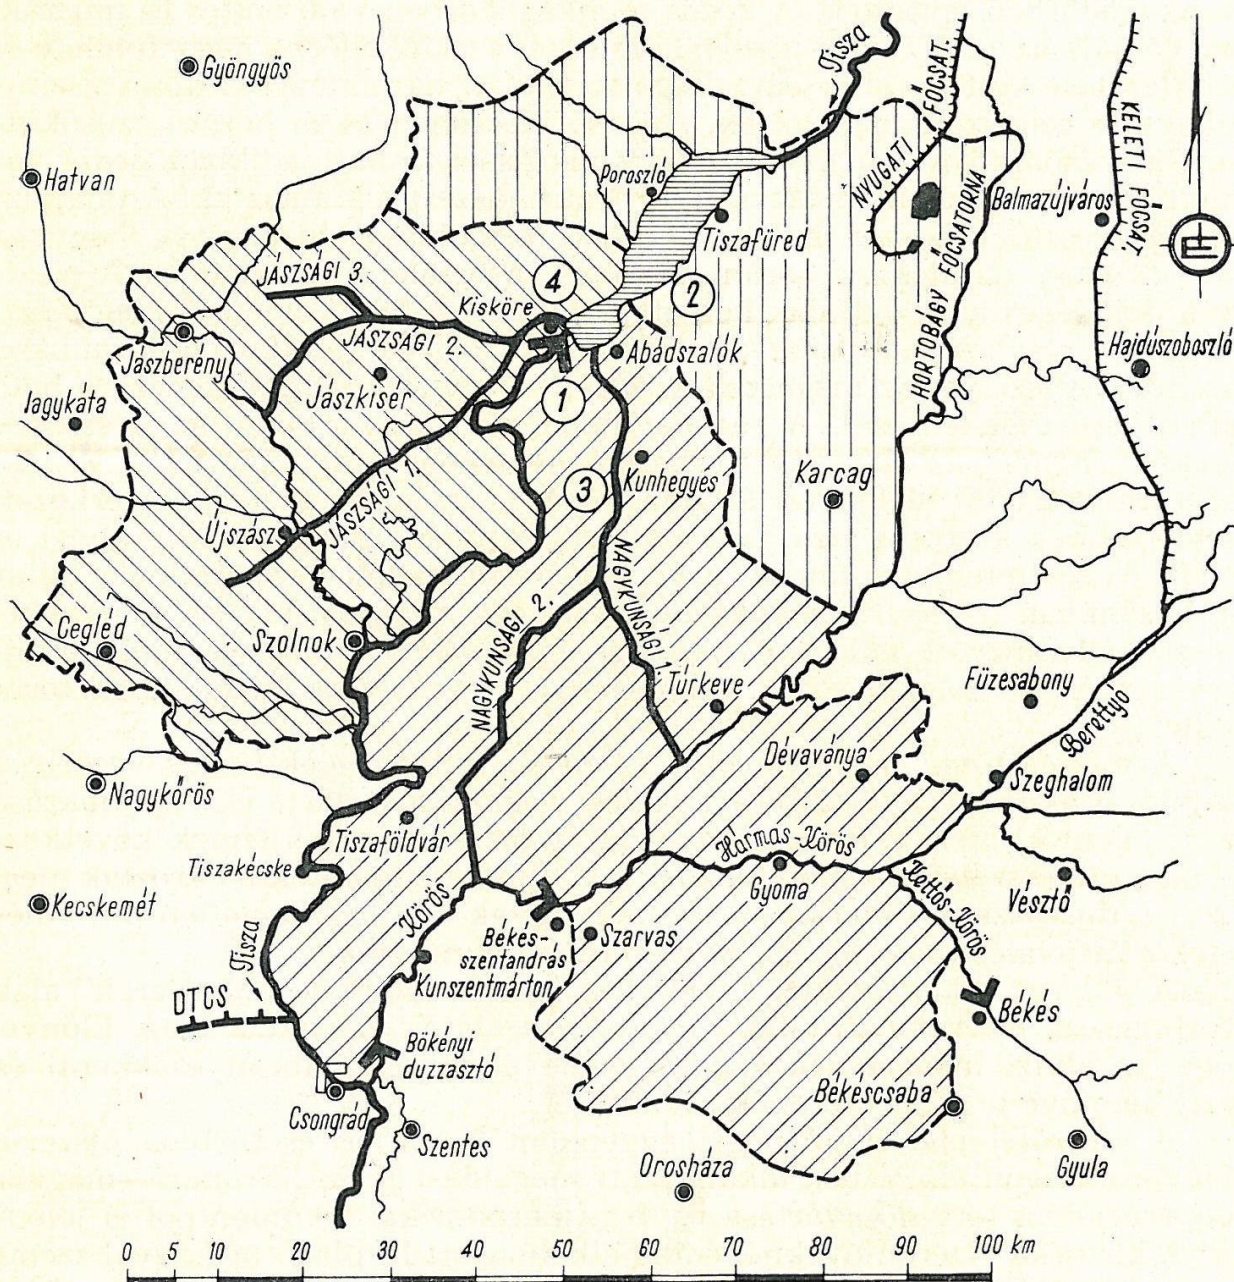 Gyöngyös
Tisza
NYUGATI FŐCSAT.
KELETI FŐCSAT.
Hatvan
Poroszló
Tiszafüred
HORTOBÁGY FŐCSATORNA
Balmazújváros
É
JÁSZSÁGI 3.
4
Kisköre
2
Jászberény
JÁSZSÁGI 2.
Abádszalók
Hajdúszoboszló
Jászkisér
1
Jagykáta
3
Kunhegyes
Karcag
Újszász
JÁSZSÁGI 1.
NAGYKUNSÁGI 1.
NAGYKUNSÁGI 2.
Cegléd
Szolnok
Túrkeve
Füzesabony
Berettyó
Dévaványa
Szeghalom
Nagykőrös
Tiszaföldvár
Hármas-Körös
Tiszakécske
Gyoma
Kettős-Körös
Vésztő
Kecskemét
Körös
Békés-
szentandrás
Szarvas
Tisza
Kunszentmárton
DTCS
Békés
Bökényi
duzzasztó
Csongrád
Békéscsaba
Szentes
Orosháza
Gyula
0 5 10 20 30 40 50 60 70 80 90 100 km